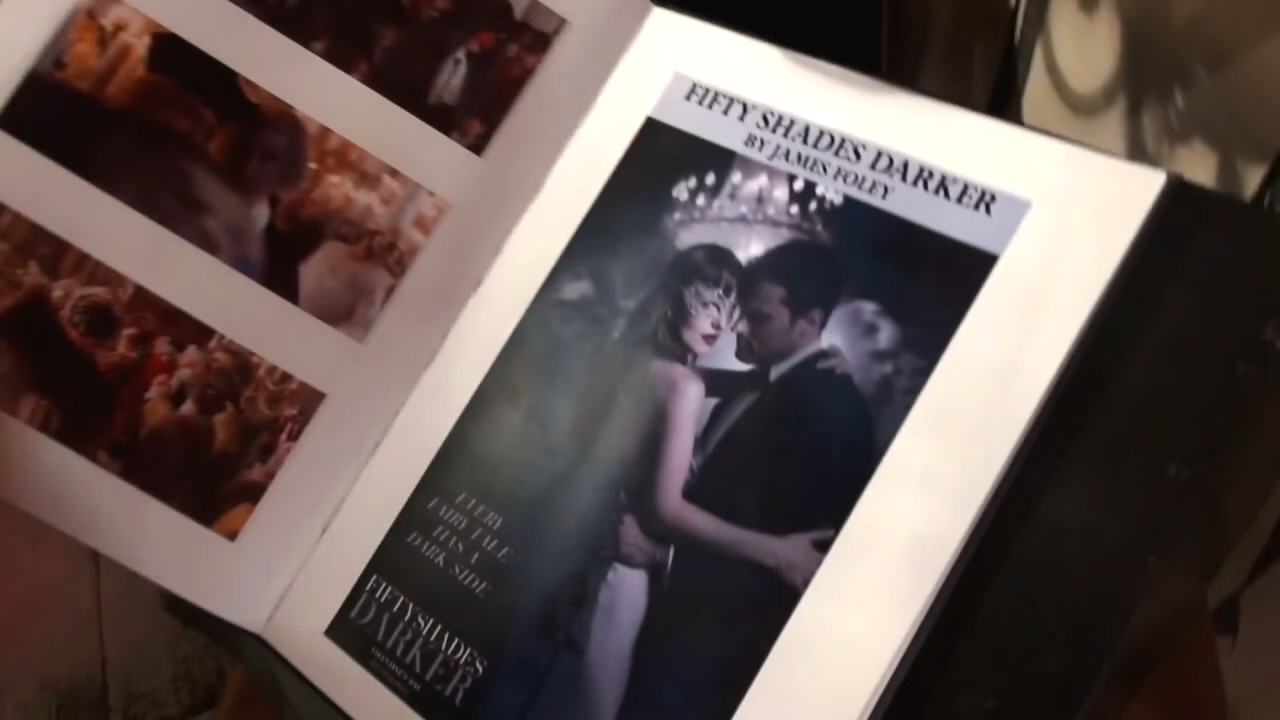 FIFTY SHADES DARKER
BY JAMES FOLEY
EVERY
FAIRY TALE
HAS A
DARK SIDE
FIFTY SHADES
DARKER